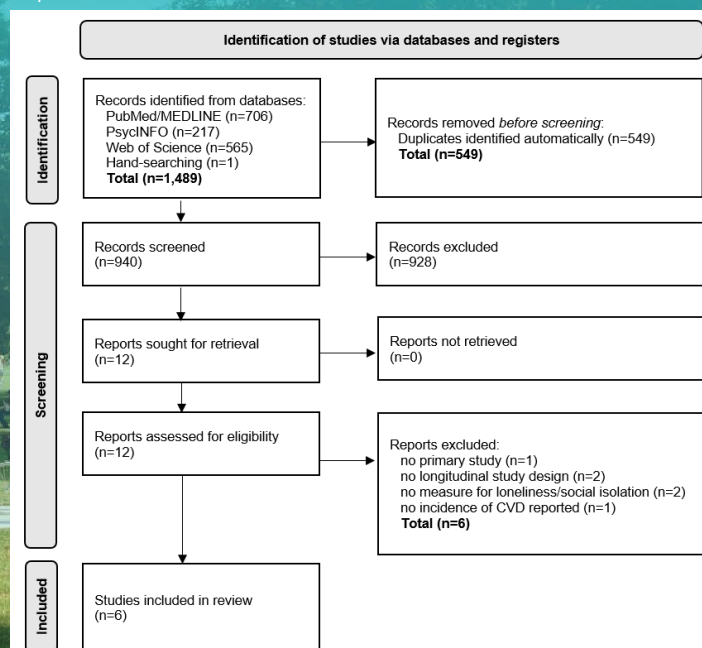 Identification of studies via databases and registers
Identification
Records identified from databases:
PubMed/MEDLINE (n=706)
PsycINFO (n=217)
Web of Science (n=565)
Hand-searching (n=1)
Total (n=1,489)
Records removed before screening:
Duplicates identified automatically (n=549)
Total (n=549)
Screening
Records screened
(n=940)
Records excluded
(n=928)
Reports sought for retrieval
(n=12)
Reports not retrieved
(n=0)
Reports assessed for eligibility
(n=12)
Reports excluded:
no primary study (n=1)
no longitudinal study design (n=2)
no measure for loneliness/social isolation (n=2)
no incidence of CVD reported (n=1)
Total (n=6)
Included
Studies included in review
(n=6)